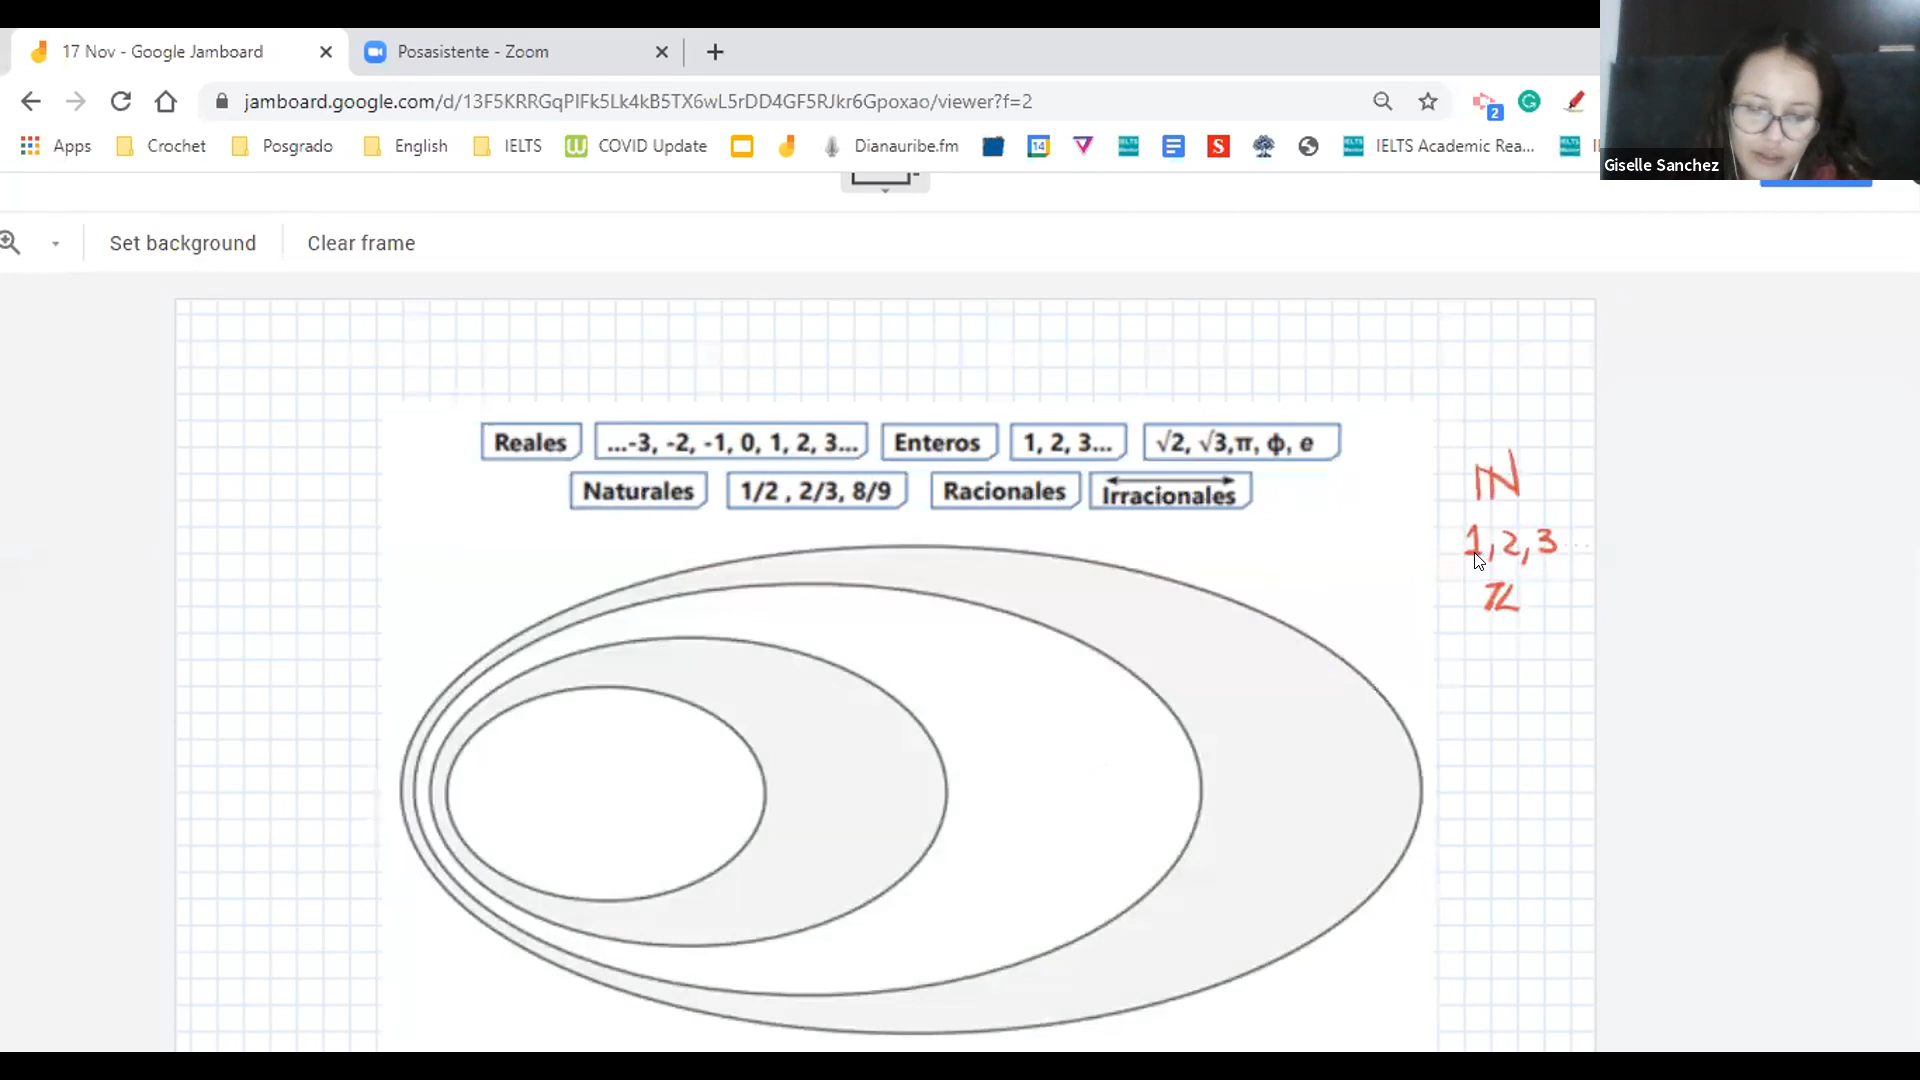 17 Nov - Google Jamboard
Posasistente - Zoom
jamboard.google.com/d/13F5KRRGqPIFk5Lk4kB5TX6wL5rDD4GF5RJkr6Gpoxao/viewer?f=2
2
Apps Crochet Posgrado English IELTS COVID Update Dianauribe.fm 14 S IELTS Academic Rea...
Giselle Sanchez
Set background Clear frame
Reales ...-3, -2, -1, 0, 1, 2, 3... Enteros 1, 2, 3... √2, √3,π, ф, e
Naturales 1/2 , 2/3, 8/9 Racionales Irracionales
ℕ
1, 2, 3 ...
ℤ